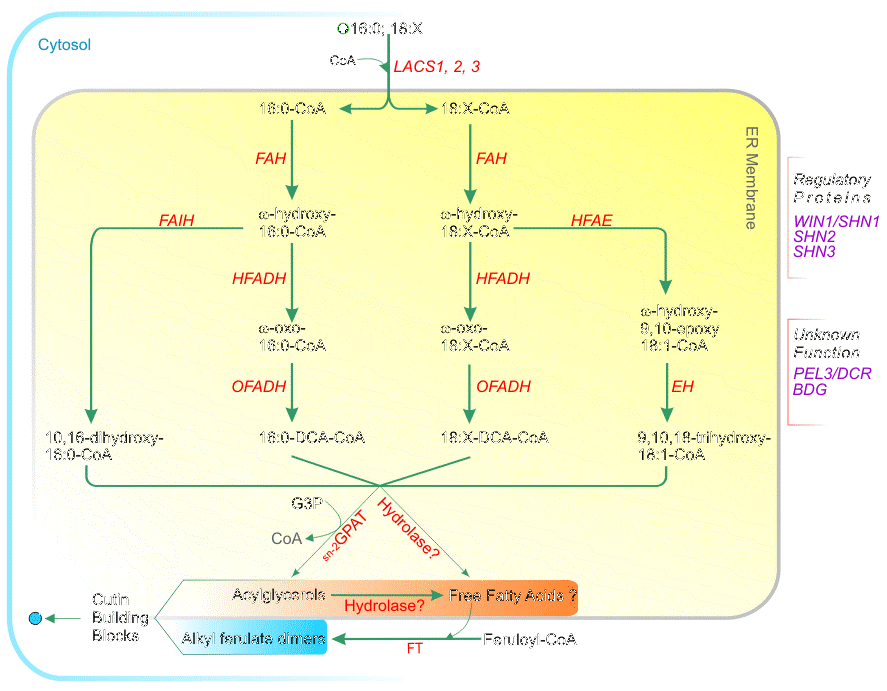 Cytosol
16:0; 18:X
CoA
LACS1, 2, 3
16:0-CoA
18:X-CoA
ER Membrane
FAH
FAH
Regulatory
Proteins
WIN1/SHN1
SHN2
SHN3
FAIH
ω-hydroxy-
16:0-CoA
ω-hydroxy-
18:X-CoA
HFAE
HFADH
HFADH
ω-hydroxy-
9,10-epoxy
18:1-CoA
ω-oxo-
16:0-CoA
ω-oxo-
18:X-CoA
Unknown
Function
PEL3/DCR
BDG
OFADH
OFADH
EH
10,16-dihydroxy-
16:0-CoA
16:0-DCA-CoA
18:X-DCA-CoA
9,10,18-trihydroxy-
18:1-CoA
G3P
CoA
sn-2GPAT
Hydrolase?
Acylglycerols
Hydrolase?
Free Fatty Acids ?
Cutin
Building
Blocks
Alkyl ferulate dimers
FT
Feruloyl-CoA